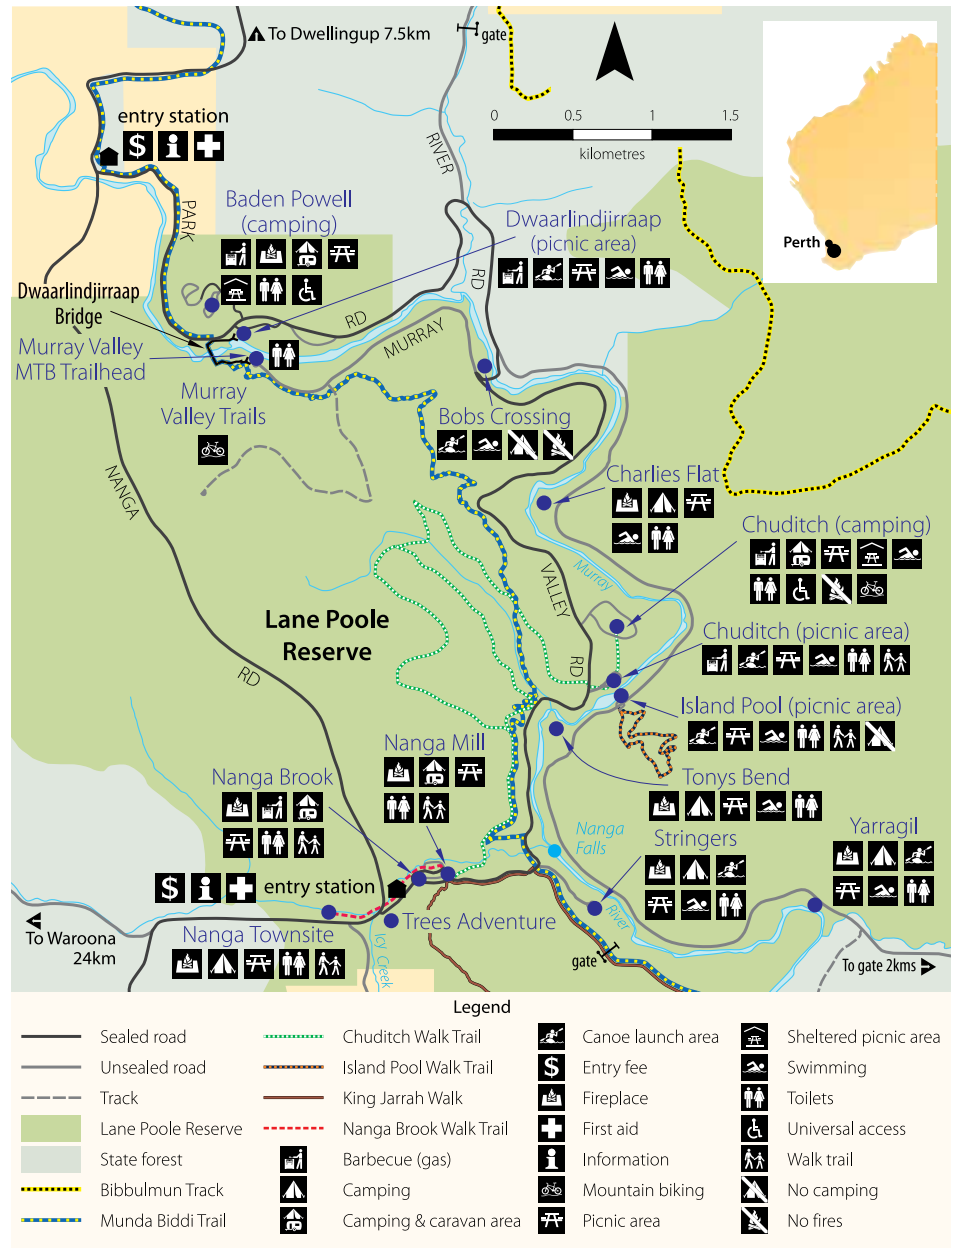 To Dwellingup 7.5km
gate
entry station
$
i
0
0.5
1
1.5
kilometres
RIVER
PARK
Baden Powell
(camping)
Dwaarlindjirraap
(picnic area)
Perth
RD
RD
MURRAY
Dwaarlindjirraap
Bridge
Murray Valley
MTB Trailhead
Murray
Valley Trails
Bobs Crossing
NANGA
Charlies Flat
Chuditch (camping)
Murray
VALLEY
Lane Poole
Reserve
Chuditch (picnic area)
RD
RD
Island Pool (picnic area)
Nanga Mill
Nanga Brook
Tonys Bend
Nanga
Falls
Stringers
Yarragil
$
i
entry station
River
Trees Adventure
To Waroona
24km
Nanga Townsite
Icy Creek
gate
To gate 2kms
Legend
Sealed road
Chuditch Walk Trail
Canoe launch area
Sheltered picnic area
Unsealed road
Island Pool Walk Trail
$
Entry fee
Swimming
Track
King Jarrah Walk
Fireplace
Toilets
Lane Poole Reserve
Nanga Brook Walk Trail
First aid
Universal access
State forest
Barbecue (gas)
i
Information
Walk trail
Bibbulmun Track
Camping
Mountain biking
No camping
Munda Biddi Trail
Camping & caravan area
Picnic area
No fires